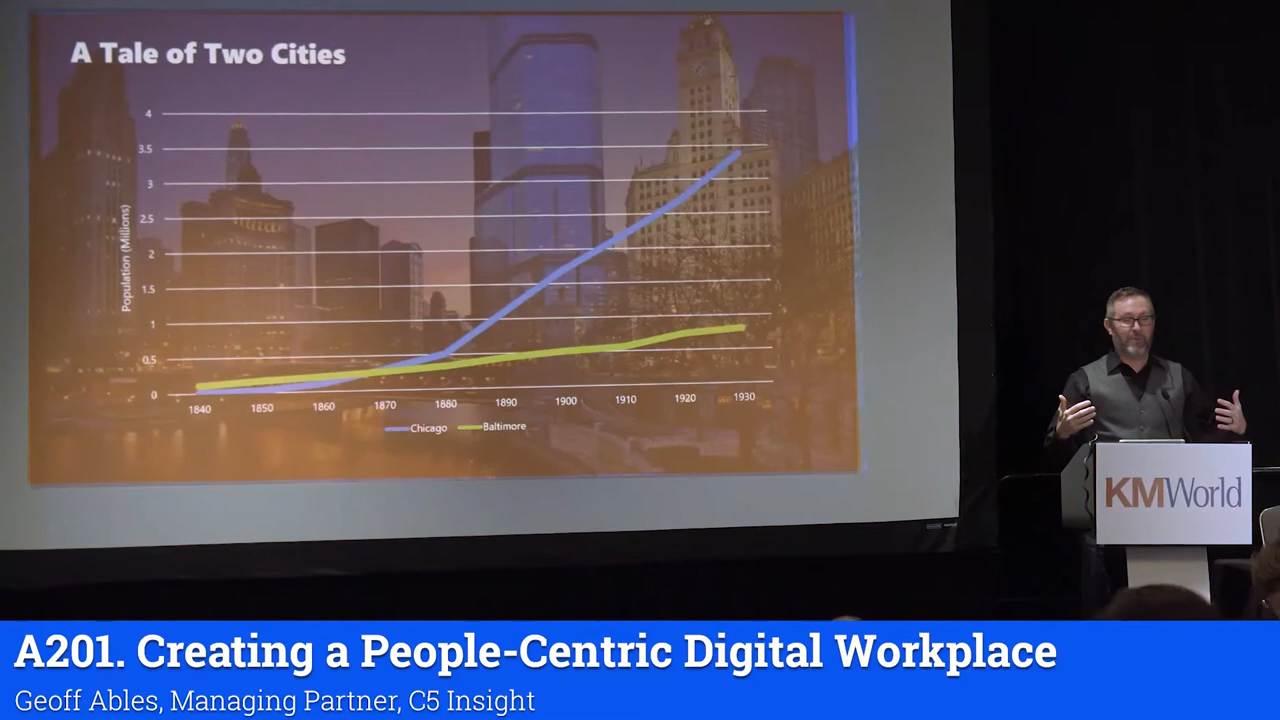 A Tale of Two Cities
Population (Millions)
4
3.5
3
2.5
2
1.5
1
0.5
0
1840 1850 1860 1870 1880 1890 1900 1910 1920 1930
Chicago Baltimore
KMWorld
A201. Creating a People-Centric Digital Workplace
Geoff Ables, Managing Partner, C5 Insight